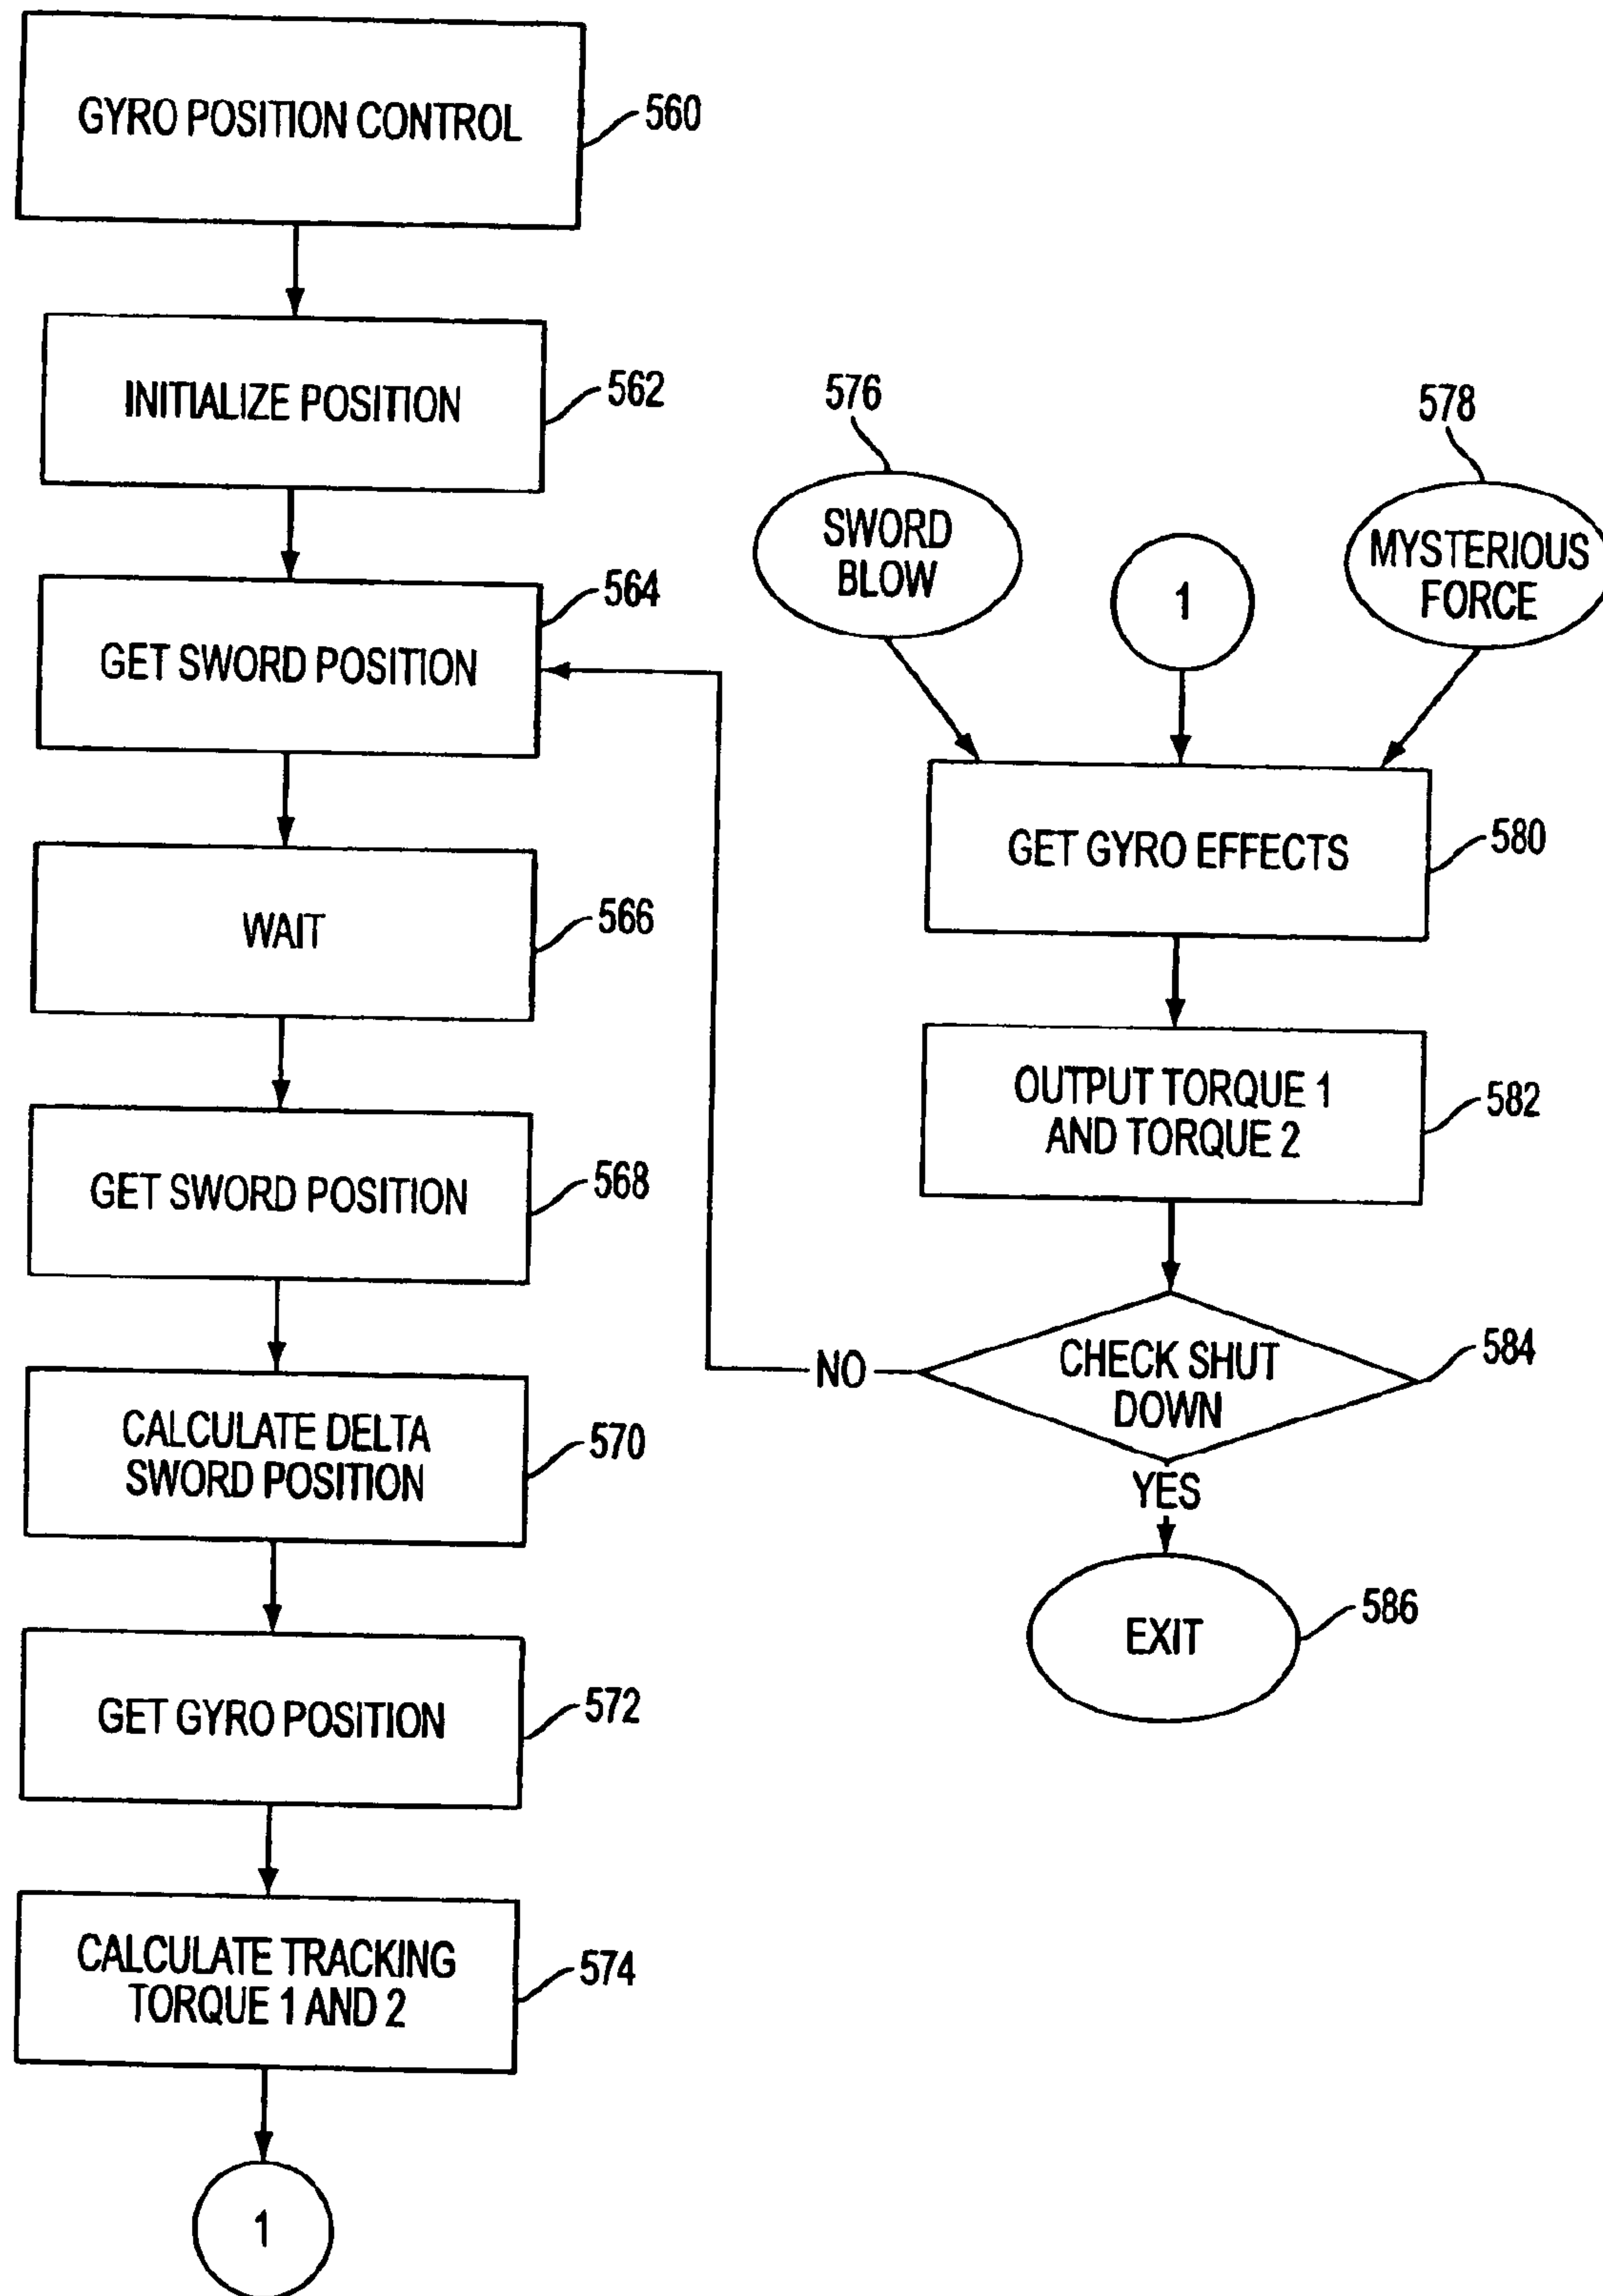 GYRO POSITION CONTROL
560
INITIALIZE POSITION
562
GET SWORD POSITION
564
WAIT
566
GET SWORD POSITION
568
CALCULATE DELTA
SWORD POSITION
570
GET GYRO POSITION
572
CALCULATE TRACKING
TORQUE 1 AND 2
574
1
576
SWORD
BLOW
1
578
MYSTERIOUS
FORCE
GET GYRO EFFECTS
580
OUTPUT TORQUE 1
AND TORQUE 2
582
CHECK SHUT
DOWN
584
NO
YES
EXIT
586